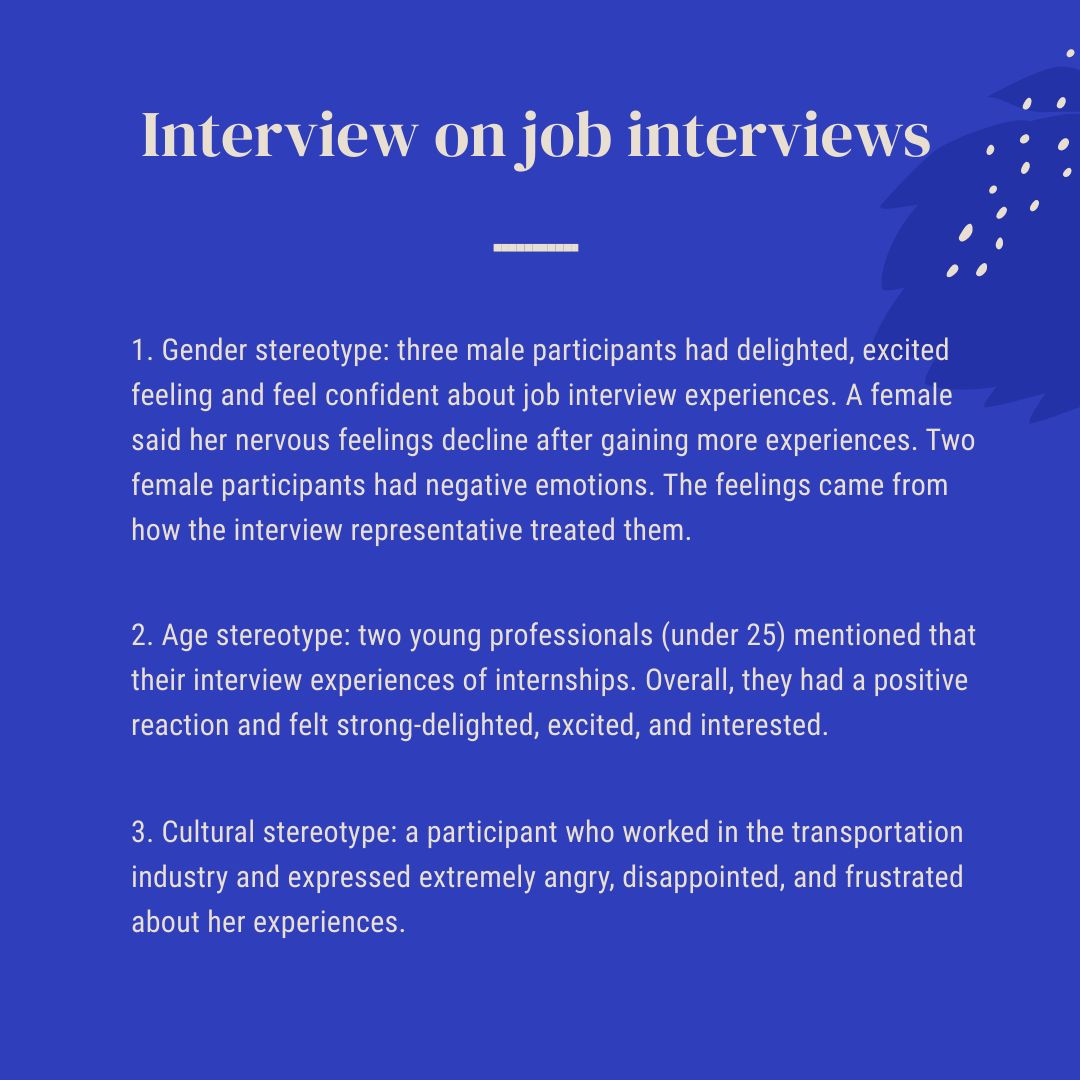 Interview on job interviews
1. Gender stereotype: three male participants had delighted, excited
feeling and feel confident about job interview experiences. A female
said her nervous feelings decline after gaining more experiences. Two
female participants had negative emotions. The feelings came from
how the interview representative treated them.
2. Age stereotype: two young professionals (under 25) mentioned that
their interview experiences of internships. Overall, they had a positive
reaction and felt strong-delighted, excited, and interested.
3. Cultural stereotype: a participant who worked in the transportation
industry and expressed extremely angry, disappointed, and frustrated
about her experiences.